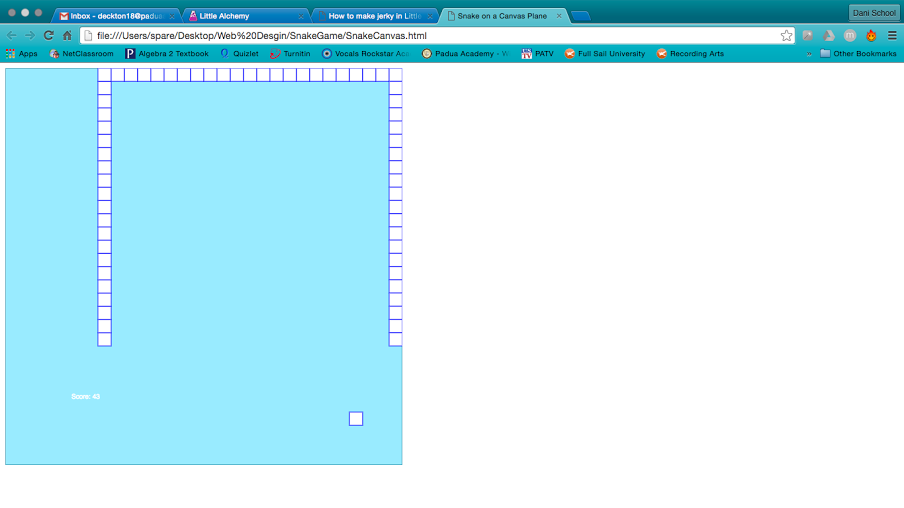 Inbox - deckton18@padua
Little Alchemy
How to make jerky in Little
Snake on a Canvas Plane
Dani School
file:///Users/spare/Desktop/Web%20Desgin/SnakeGame/SnakeCanvas.html
Apps
NetClassroom
Algebra 2 Textbook
Quizlet
Turnitin
Vocals Rockstar Aca
Padua Academy - W
PATV
Full Sail University
Recording Arts
»
Other Bookmarks
Score: 43